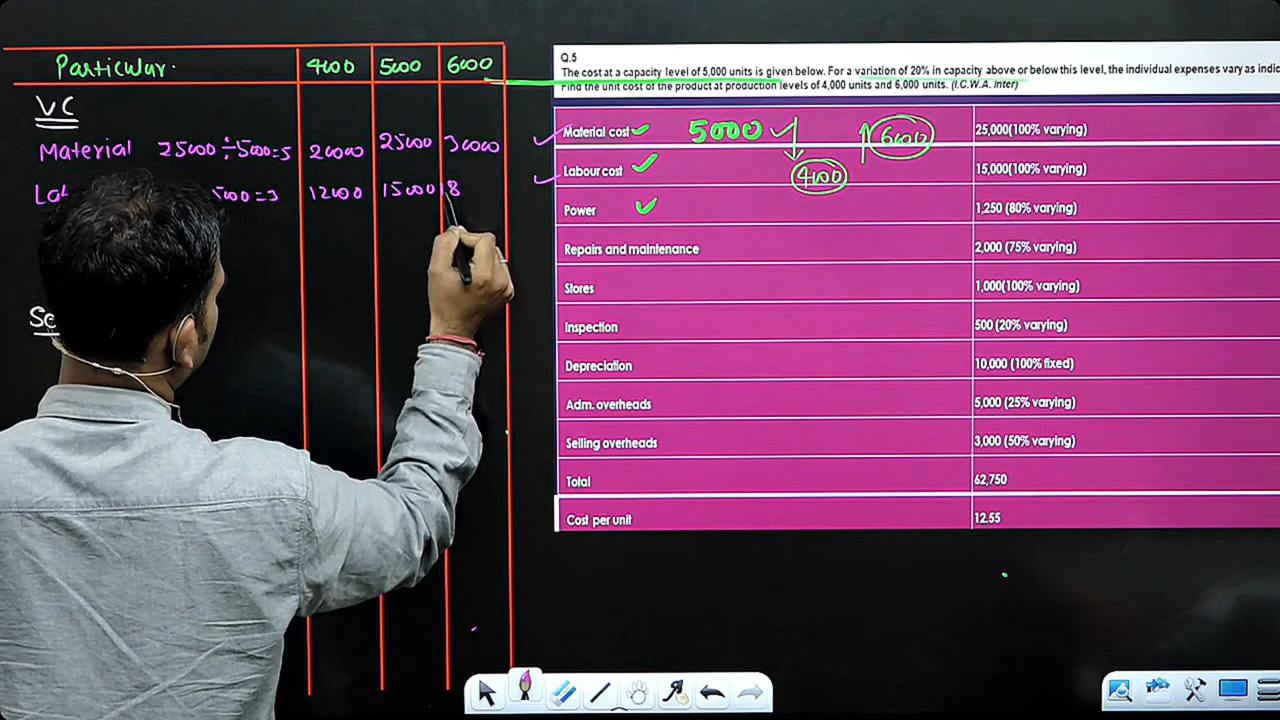 Particular.
4000
5000
6000
VC
Material 25000 ÷ 5000 = 5
20000
25000
30000
5000 = 3
12000
15000
18
Q.5
The cost at a capacity level of 5,000 units is given below. For a variation of 20% in capacity above or below this level, the individual expenses vary as indic
Find the unit cost of the product at production levels of 4,000 units and 6,000 units. (I.C.W.A. Inter)
Material cost
5000
6000
25,000(100% varying)
Labour cost
4000
15,000(100% varying)
Power
1,250 (80% varying)
Repairs and maintenance
2,000 (75% varying)
Stores
1,000(100% varying)
Inspection
500 (20% varying)
Depreciation
10,000 (100% fixed)
Adm. overheads
5,000 (25% varying)
Selling overheads
3,000 (50% varying)
Total
62,750
Cost per unit
12.55